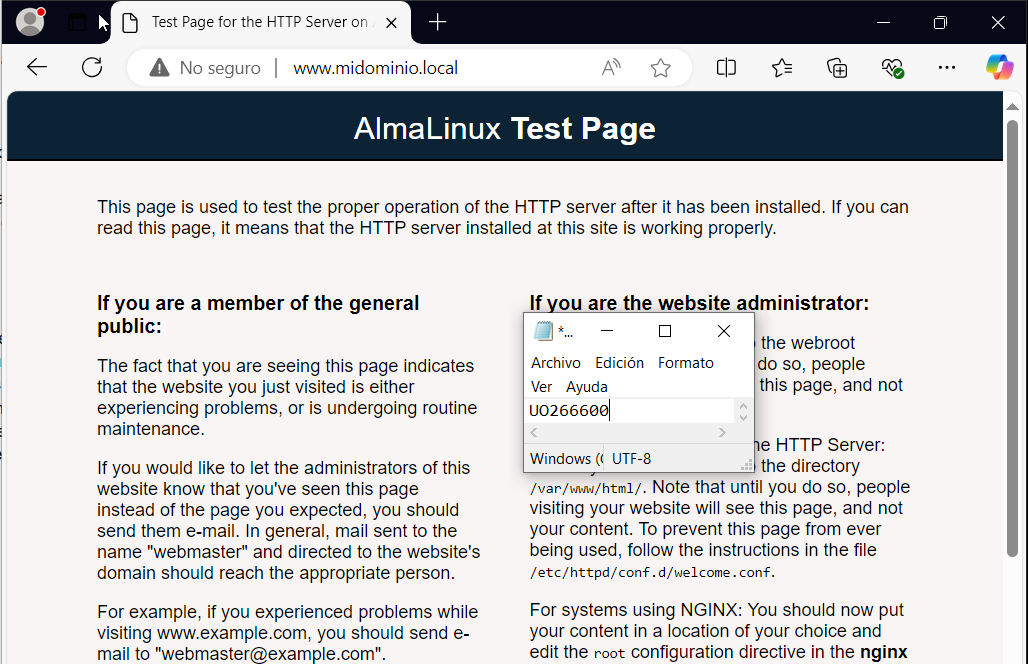 Test Page for the HTTP Server on
No seguro | www.midominio.local
AlmaLinux Test Page
This page is used to test the proper operation of the HTTP server after it has been installed. If you can
read this page, it means that the HTTP server installed at this site is working properly.
If you are a member of the general
public:
The fact that you are seeing this page indicates
that the website you just visited is either
experiencing problems, or is undergoing routine
maintenance.
If you would like to let the administrators of this
website know that you've seen this page
instead of the page you expected, you should
send them e-mail. In general, mail sent to the
name "webmaster" and directed to the website's
domain should reach the appropriate person.
For example, if you experienced problems while
visiting www.example.com, you should send e-
mail to "webmaster@example.com".
If you are the website administrator:
the webroot
do so, people
this page, and not
*...
Archivo Edición Formato
Ver Ayuda
UO266600
Windows (C UTF-8
HTTP Server:
the directory
/var/www/html/. Note that until you do so, people
visiting your website will see this page, and not
your content. To prevent this page from ever
being used, follow the instructions in the file
/etc/httpd/conf.d/welcome.conf.
For systems using NGINX: You should now put
your content in a location of your choice and
edit the root configuration directive in the nginx